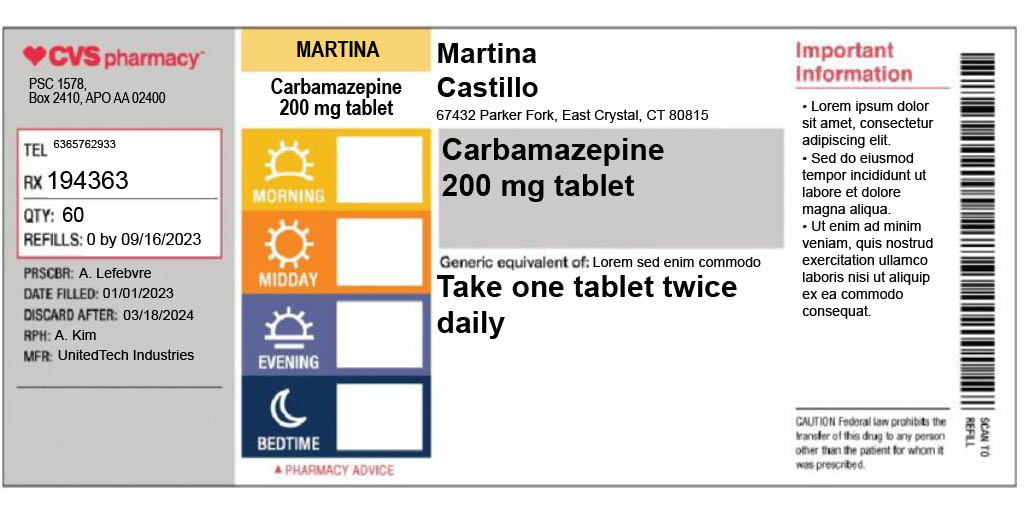 CVS pharmacy
PSC 1578,
Box 2410, APO AA 02400
TEL 6365762933
RX 194363
QTY: 60
REFILLS: 0 by 09/16/2023
PRSCBR: A. Lefebvre
DATE FILLED: 01/01/2023
DISCARD AFTER: 03/18/2024
RPH: A. Kim
MFR: UnitedTech Industries
MARTINA
Carbamazepine
200 mg tablet
MORNING
MIDDAY
EVENING
BEDTIME
▲ PHARMACY ADVICE
Martina
Castillo
67432 Parker Fork, East Crystal, CT 80815
Carbamazepine
200 mg tablet
Generic equivalent of: Lorem sed enim commodo
Take one tablet twice
daily
Important
Information
• Lorem ipsum dolor
sit amet, consectetur
adipiscing elit.
• Sed do eiusmod
tempor incididunt ut
labore et dolore
magna aliqua.
• Ut enim ad minim
veniam, quis nostrud
exercitation ullamco
laboris nisi ut aliquip
ex ea commodo
consequat.
CAUTION Federal law prohibits the
transfer of this drug to any person
other than the patient for whom it
was prescribed.
SCAN TO
REFILL